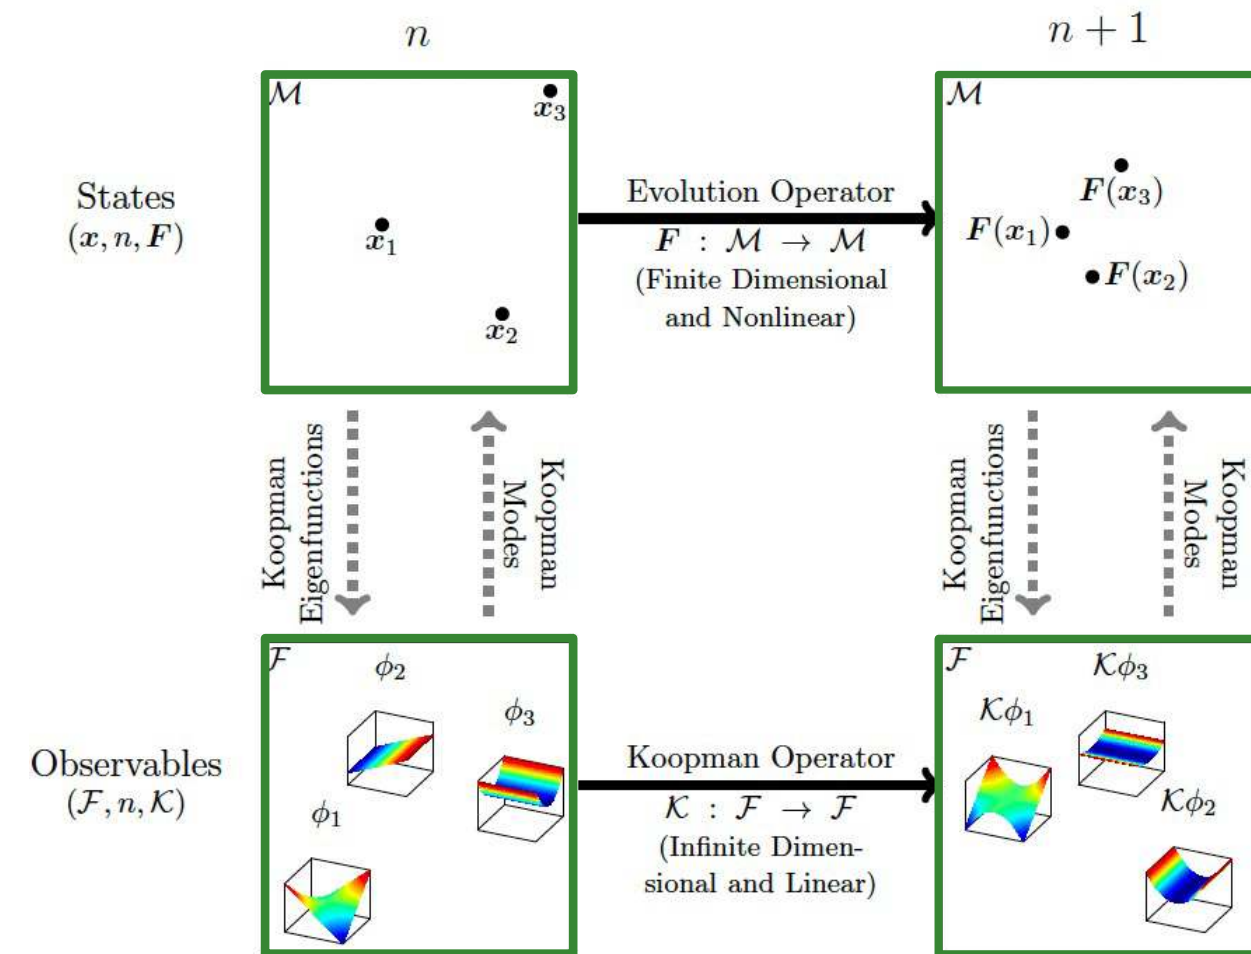 n
n + 1
M
x₃
x₁
x₂
States
(x, n, F)
Evolution Operator
F : M → M
(Finite Dimensional
and Nonlinear)
M
F(x₃)
F(x₁)
F(x₂)
Koopman
Eigenfunctions
Koopman
Modes
Koopman
Eigenfunctions
Koopman
Modes
F
ϕ₂
ϕ₃
ϕ₁
Observables
(F, n, K)
Koopman Operator
K : F → F
(Infinite Dimen-
sional and Linear)
F
Kϕ₃
Kϕ₁
Kϕ₂